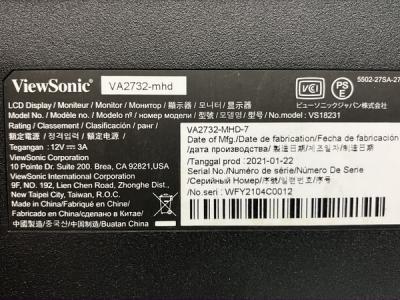 ViewSonic®
VA2732-mhd
VCI
PS
E
5502-27SA-27
ビューソニックジャパン株式会社
LCD Display / Moniteur / Monitor / Монитор / 顯示器 / 모니터 / 显示器
Model No. / Modèle no. / Modelo nº / номер модели / 型號 / 모델명 / 型号 / Modelo número : VS18231
Rating / Classement / Clasificación / ранг /
額定電源 / 정격입력 / 额定电源 /
Tegangan : 12V ⎓ 3A
ViewSonic Corporation
10 Pointe Dr. Suite 200. Brea, CA 92821,USA
ViewSonic International Corporation
9F, NO. 192, Lien Chen Road, Zhonghe Dist.,
New Taipei City, Taiwan, R.O.C.
Made in China / Fabriqué en Chine /
Fabricado en China / Сделано в Китае /
中國製造 / 중국산 / 中国制造 / Buatan China
VA2732-MHD-7
Date of Mfg./Date de fabrication/Fecha de fabricación
/дата производства/製造日期/제조일자/制造日期/
Tanggal prod :2021-01-22
Serial No./Numéro de série/Número De Serie
/Серийный Номер/序號/일련번호/序号/
No.seri : WFY2104C0012